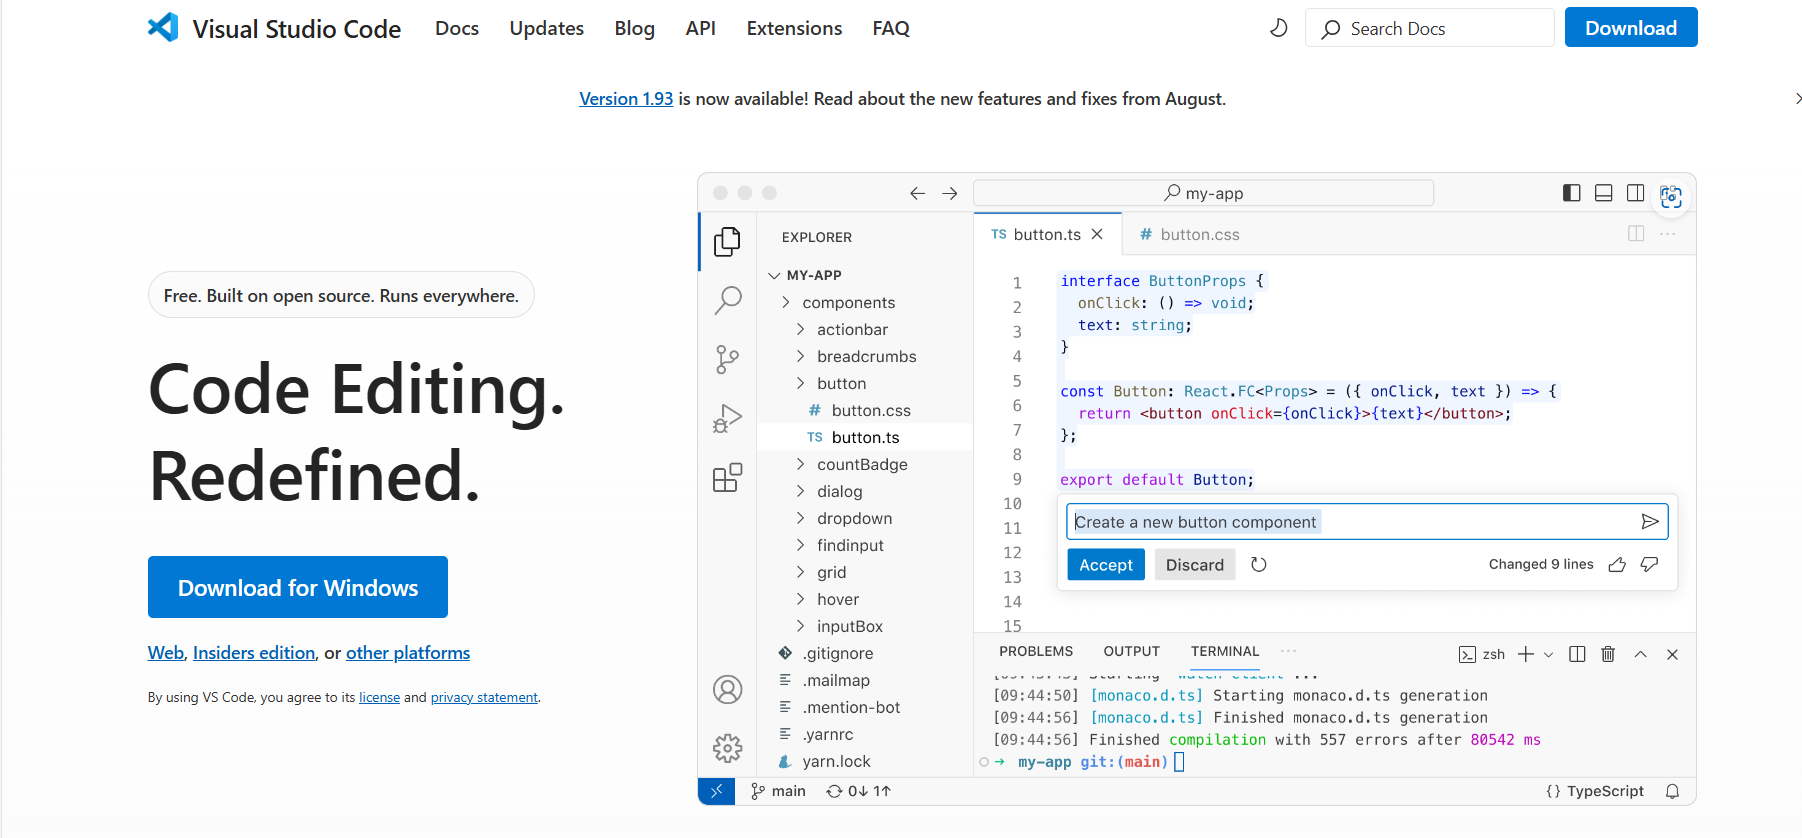 Visual Studio Code Docs Updates Blog API Extensions FAQ Search Docs Download
Version 1.93 is now available! Read about the new features and fixes from August.
Free. Built on open source. Runs everywhere.
Code Editing.
Redefined.
Download for Windows
Web, Insiders edition, or other platforms
By using VS Code, you agree to its license and privacy statement.
my-app
EXPLORER
MY-APP
components
actionbar
breadcrumbs
button
# button.css
TS button.ts
countBadge
dialog
dropdown
findinput
grid
hover
inputBox
.gitignore
.mailmap
.mention-bot
.yarnrc
yarn.lock
TS button.ts # button.css
1 interface ButtonProps {
2 onClick: () => void;
3 text: string;
4 }
5
6 const Button: React.FC<Props> = ({ onClick, text }) => {
7 return <button onClick={onClick}>{text}</button>;
8 };
9
10 export default Button;
11
12
13
14
15
Create a new button component
Accept Discard Changed 9 lines
PROBLEMS OUTPUT TERMINAL ··· zsh
Starting watch-client ...
[09:44:50] [monaco.d.ts] Starting monaco.d.ts generation
[09:44:56] [monaco.d.ts] Finished monaco.d.ts generation
[09:44:56] Finished compilation with 557 errors after 80542 ms
→ my-app git:(main)
main 0↓ 1↑ {} TypeScript